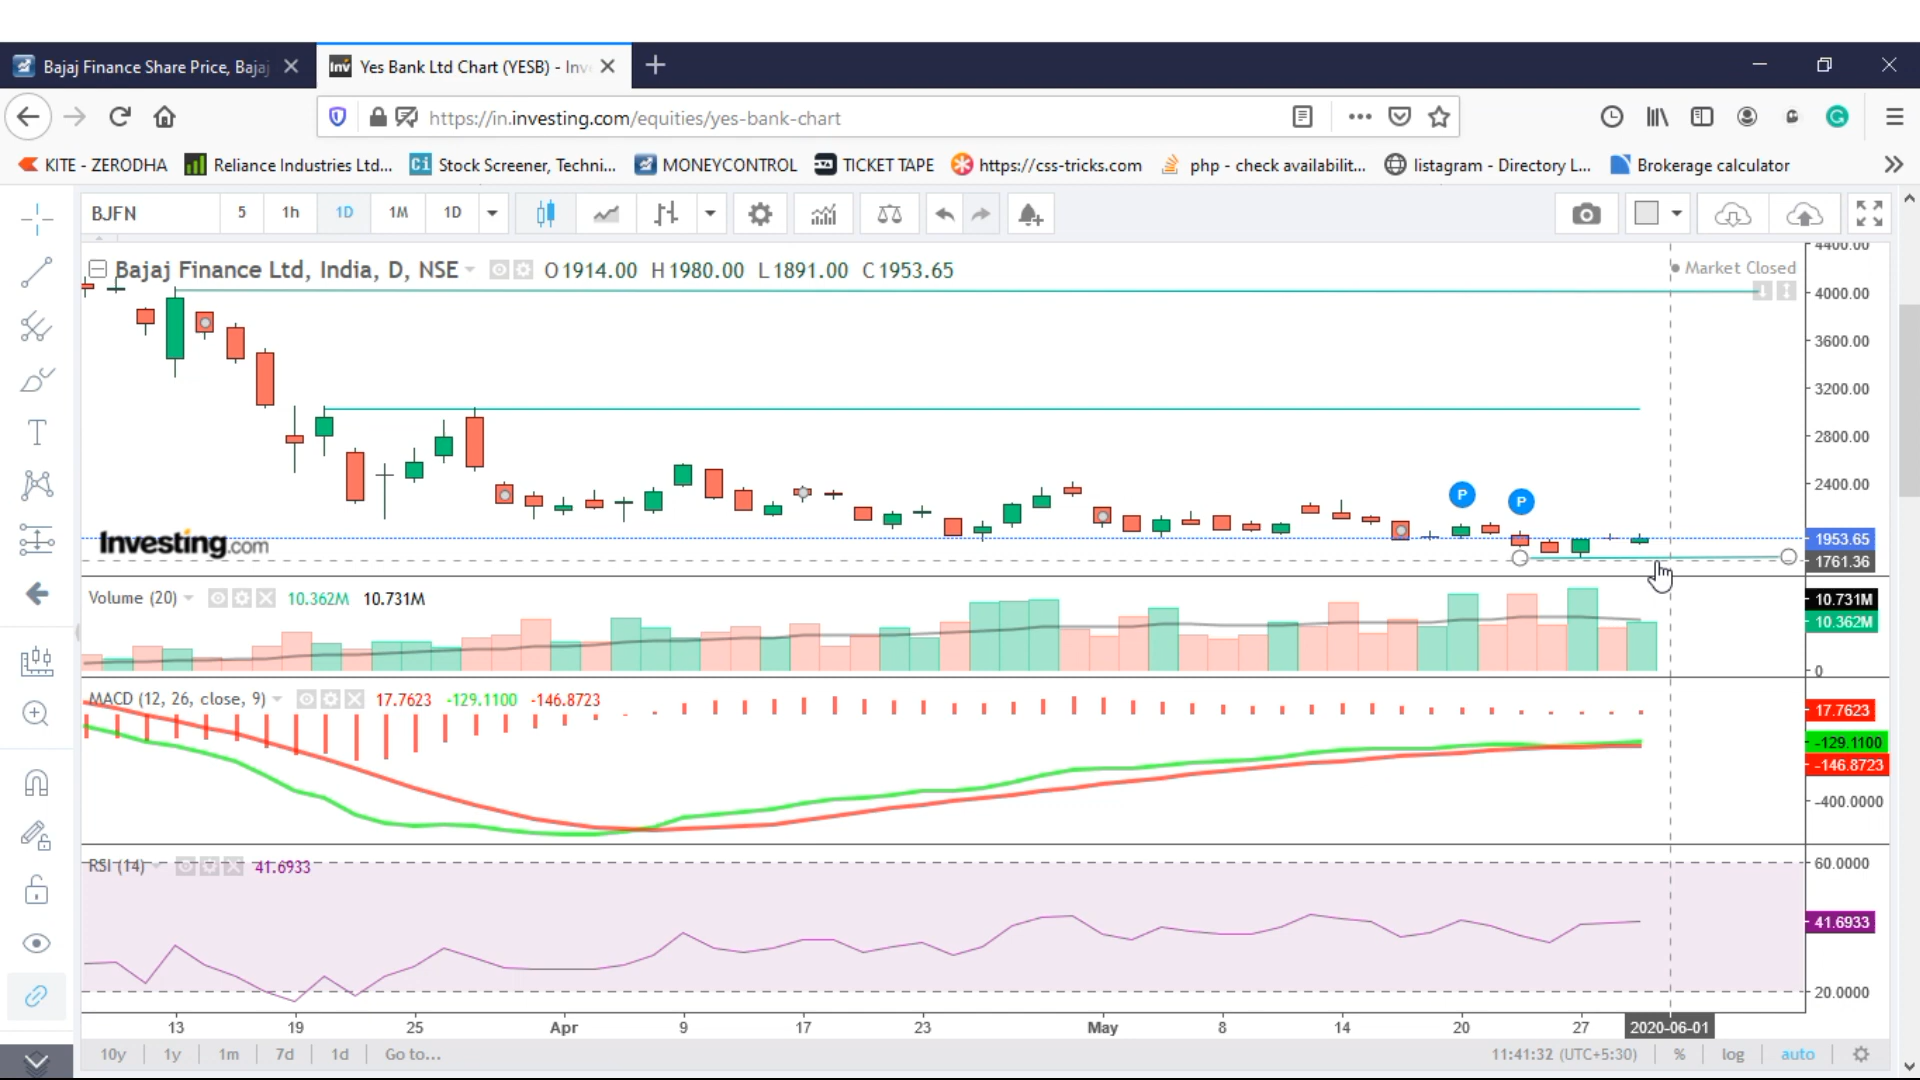 Bajaj Finance Share Price, Bajaj
Yes Bank Ltd Chart (YESB) - Inv
https://in.investing.com/equities/yes-bank-chart
KITE - ZERODHA
Reliance Industries Ltd...
Stock Screener, Techni...
MONEYCONTROL
TICKET TAPE
https://css-tricks.com
php - check availabilit...
listagram - Directory L...
Brokerage calculator
BJFN
5
1h
1D
1M
1D
Bajaj Finance Ltd, India, D, NSE
O1914.00 H1980.00 L1891.00 C1953.65
Market Closed
4400.00
4000.00
3600.00
3200.00
2800.00
2400.00
1953.65
1761.36
P
P
Investing.com
Volume (20)
10.362M 10.731M
10.731M
10.362M
0
MACD (12, 26, close, 9)
17.7623 -129.1100 -146.8723
17.7623
-129.1100
-146.8723
-400.0000
RSI (14)
41.6933
60.0000
41.6933
20.0000
13 19 25 Apr 9 17 23 May 8 14 20 27 2020-06-01
10y 1y 1m 7d 1d Go to...
11:41:32 (UTC+5:30) % log auto